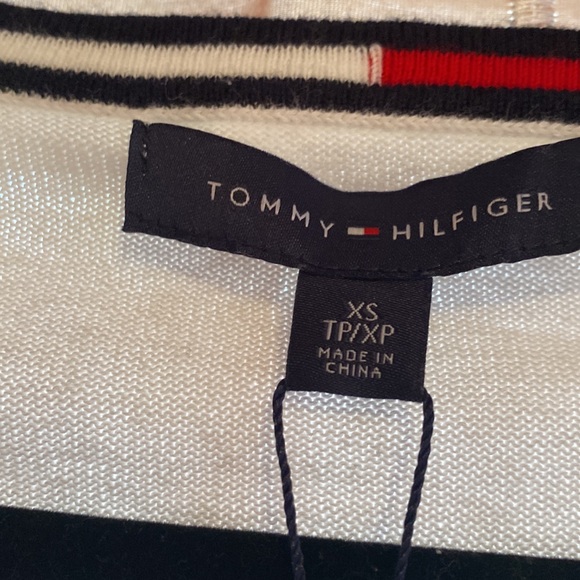 TOMMY HILFIGER
XS
TP/XP
MADE IN
CHINA